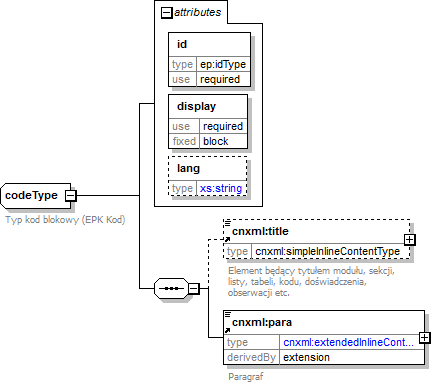 attributes
id
type ep:idType
use required
display
use required
fixed block
lang
type xs:string
codeType
Typ kod blokowy (EPK Kod)
cnxml:title
type cnxml:simpleInlineContentType
Element będący tytułem modułu, sekcji,
listy, tabeli, kodu, doświadczenia,
obserwacji etc.
cnxml:para
type cnxml:extendedInlineCont...
derivedBy extension
Paragraf